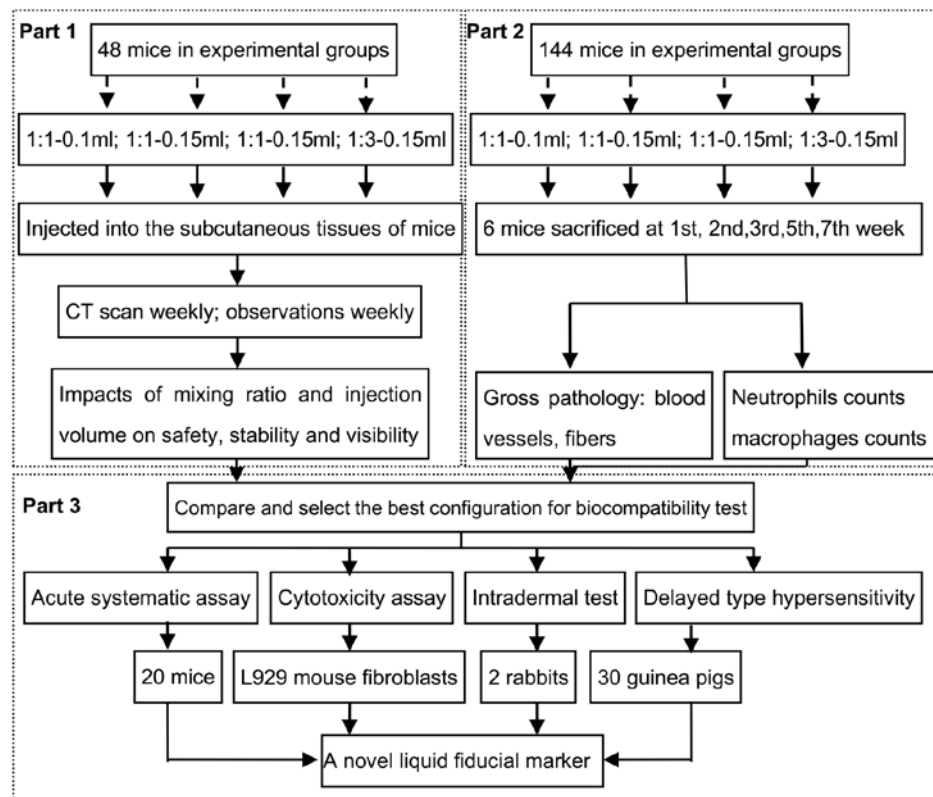 Part 1
48 mice in experimental groups
1:1-0.1ml; 1:1-0.15ml; 1:1-0.15ml; 1:3-0.15ml
Injected into the subcutaneous tissues of mice
CT scan weekly; observations weekly
Impacts of mixing ratio and injection
volume on safety, stability and visibility
Part 2
144 mice in experimental groups
1:1-0.1ml; 1:1-0.15ml; 1:1-0.15ml; 1:3-0.15ml
6 mice sacrificed at 1st, 2nd,3rd,5th,7th week
Gross pathology: blood
vessels, fibers
Neutrophils counts
macrophages counts
Part 3
Compare and select the best configuration for biocompatibility test
Acute systematic assay
Cytotoxicity assay
Intradermal test
Delayed type hypersensitivity
20 mice
L929 mouse fibroblasts
2 rabbits
30 guinea pigs
A novel liquid fiducial marker